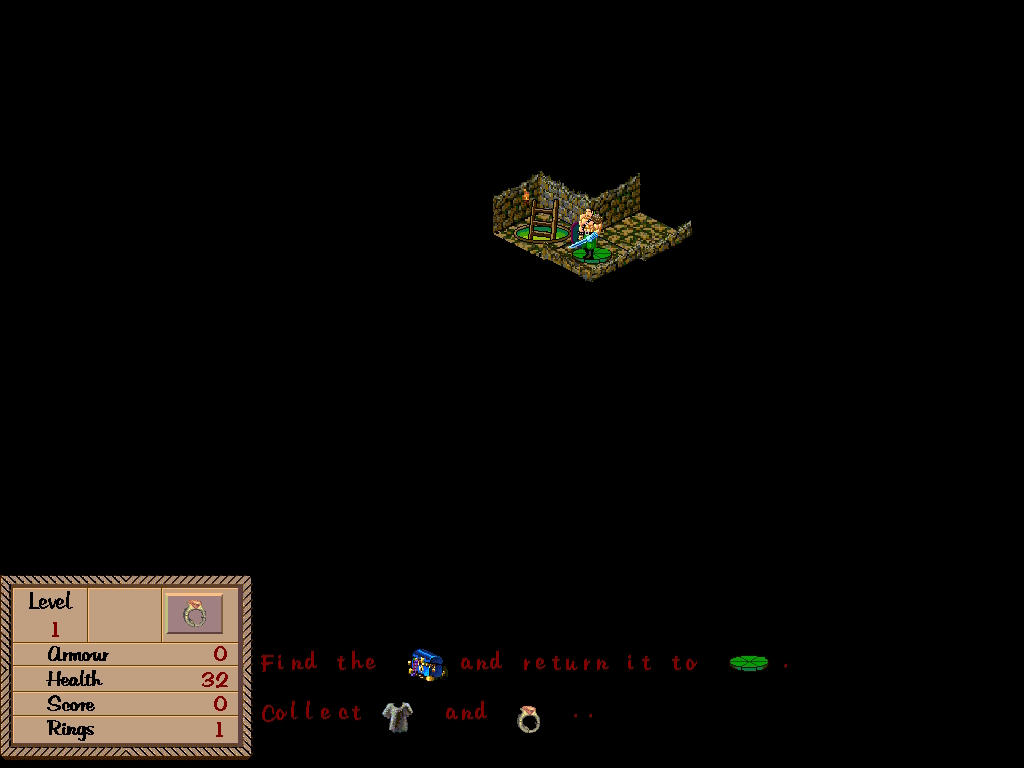 Level
1
Armour 0
Health 32
Score 0
Rings 1
Find the and return it to .
Collect and ..